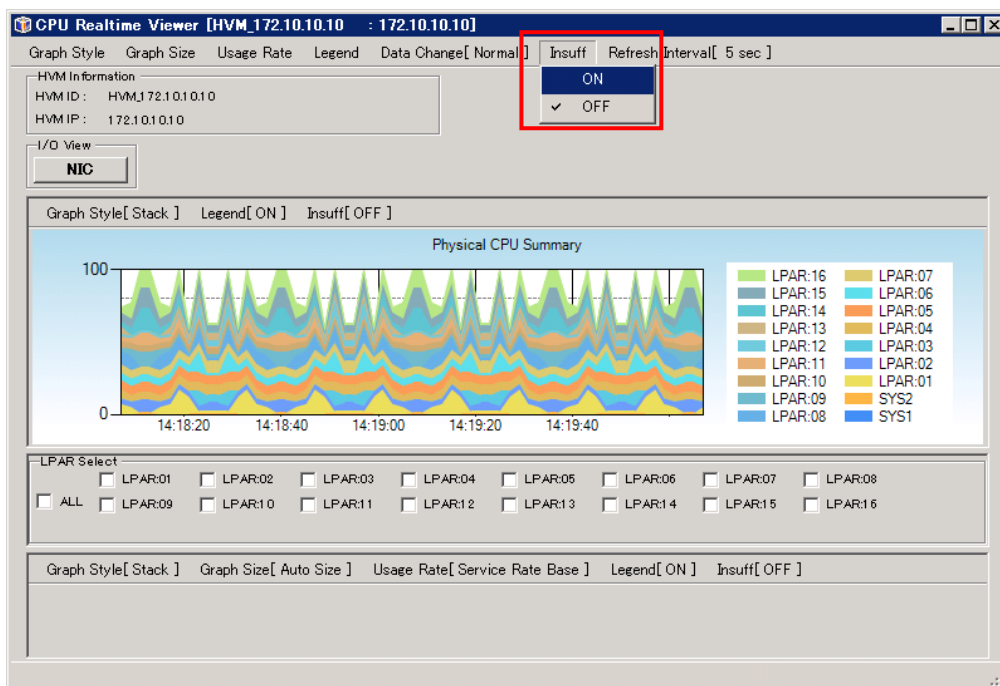 CPU Realtime Viewer [HVM_172.10.10.10 : 172.10.10.10]
Graph Style Graph Size Usage Rate Legend Data Change[ Normal ] Insuff Refresh Interval[ 5 sec ]
ON
✓ OFF
HVM Information
HVM ID : HVM_172.10.10.10
HVM IP : 172.10.10.10
I/O View
NIC
Graph Style[ Stack ] Legend[ ON ] Insuff[ OFF ]
Physical CPU Summary
100
0
14:18:20 14:18:40 14:19:00 14:19:20 14:19:40
LPAR:16 LPAR:07
LPAR:15 LPAR:06
LPAR:14 LPAR:05
LPAR:13 LPAR:04
LPAR:12 LPAR:03
LPAR:11 LPAR:02
LPAR:10 LPAR:01
LPAR:09 SYS2
LPAR:08 SYS1
LPAR Select
ALL
LPAR:01 LPAR:02 LPAR:03 LPAR:04 LPAR:05 LPAR:06 LPAR:07 LPAR:08
LPAR:09 LPAR:10 LPAR:11 LPAR:12 LPAR:13 LPAR:14 LPAR:15 LPAR:16
Graph Style[ Stack ] Graph Size[ Auto Size ] Usage Rate[ Service Rate Base ] Legend[ ON ] Insuff[ OFF ]